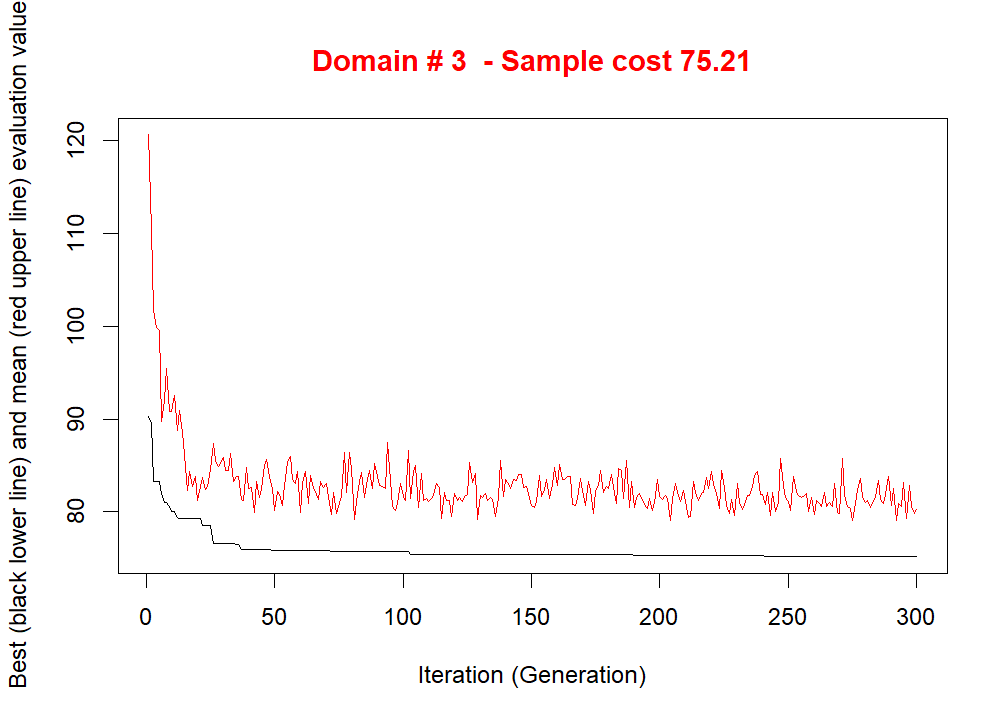 Domain # 3  - Sample cost 75.21
Best (black lower line) and mean (red upper line) evaluation value
120
110
100
90
80
0 50 100 150 200 250 300
Iteration (Generation)